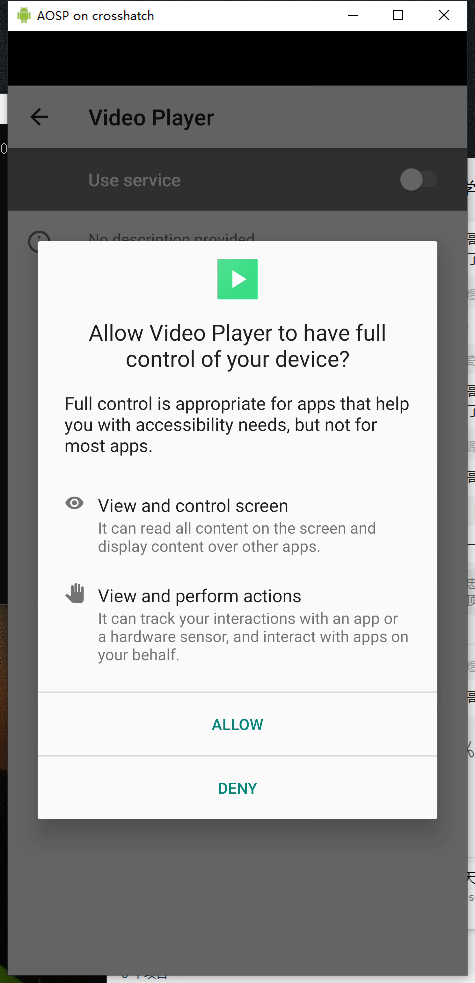 AOSP on crosshatch
Video Player
Use service
No description provided
Allow Video Player to have full
control of your device?
Full control is appropriate for apps that help
you with accessibility needs, but not for
most apps.
View and control screen
It can read all content on the screen and
display content over other apps.
View and perform actions
It can track your interactions with an app or
a hardware sensor, and interact with apps on
your behalf.
ALLOW
DENY